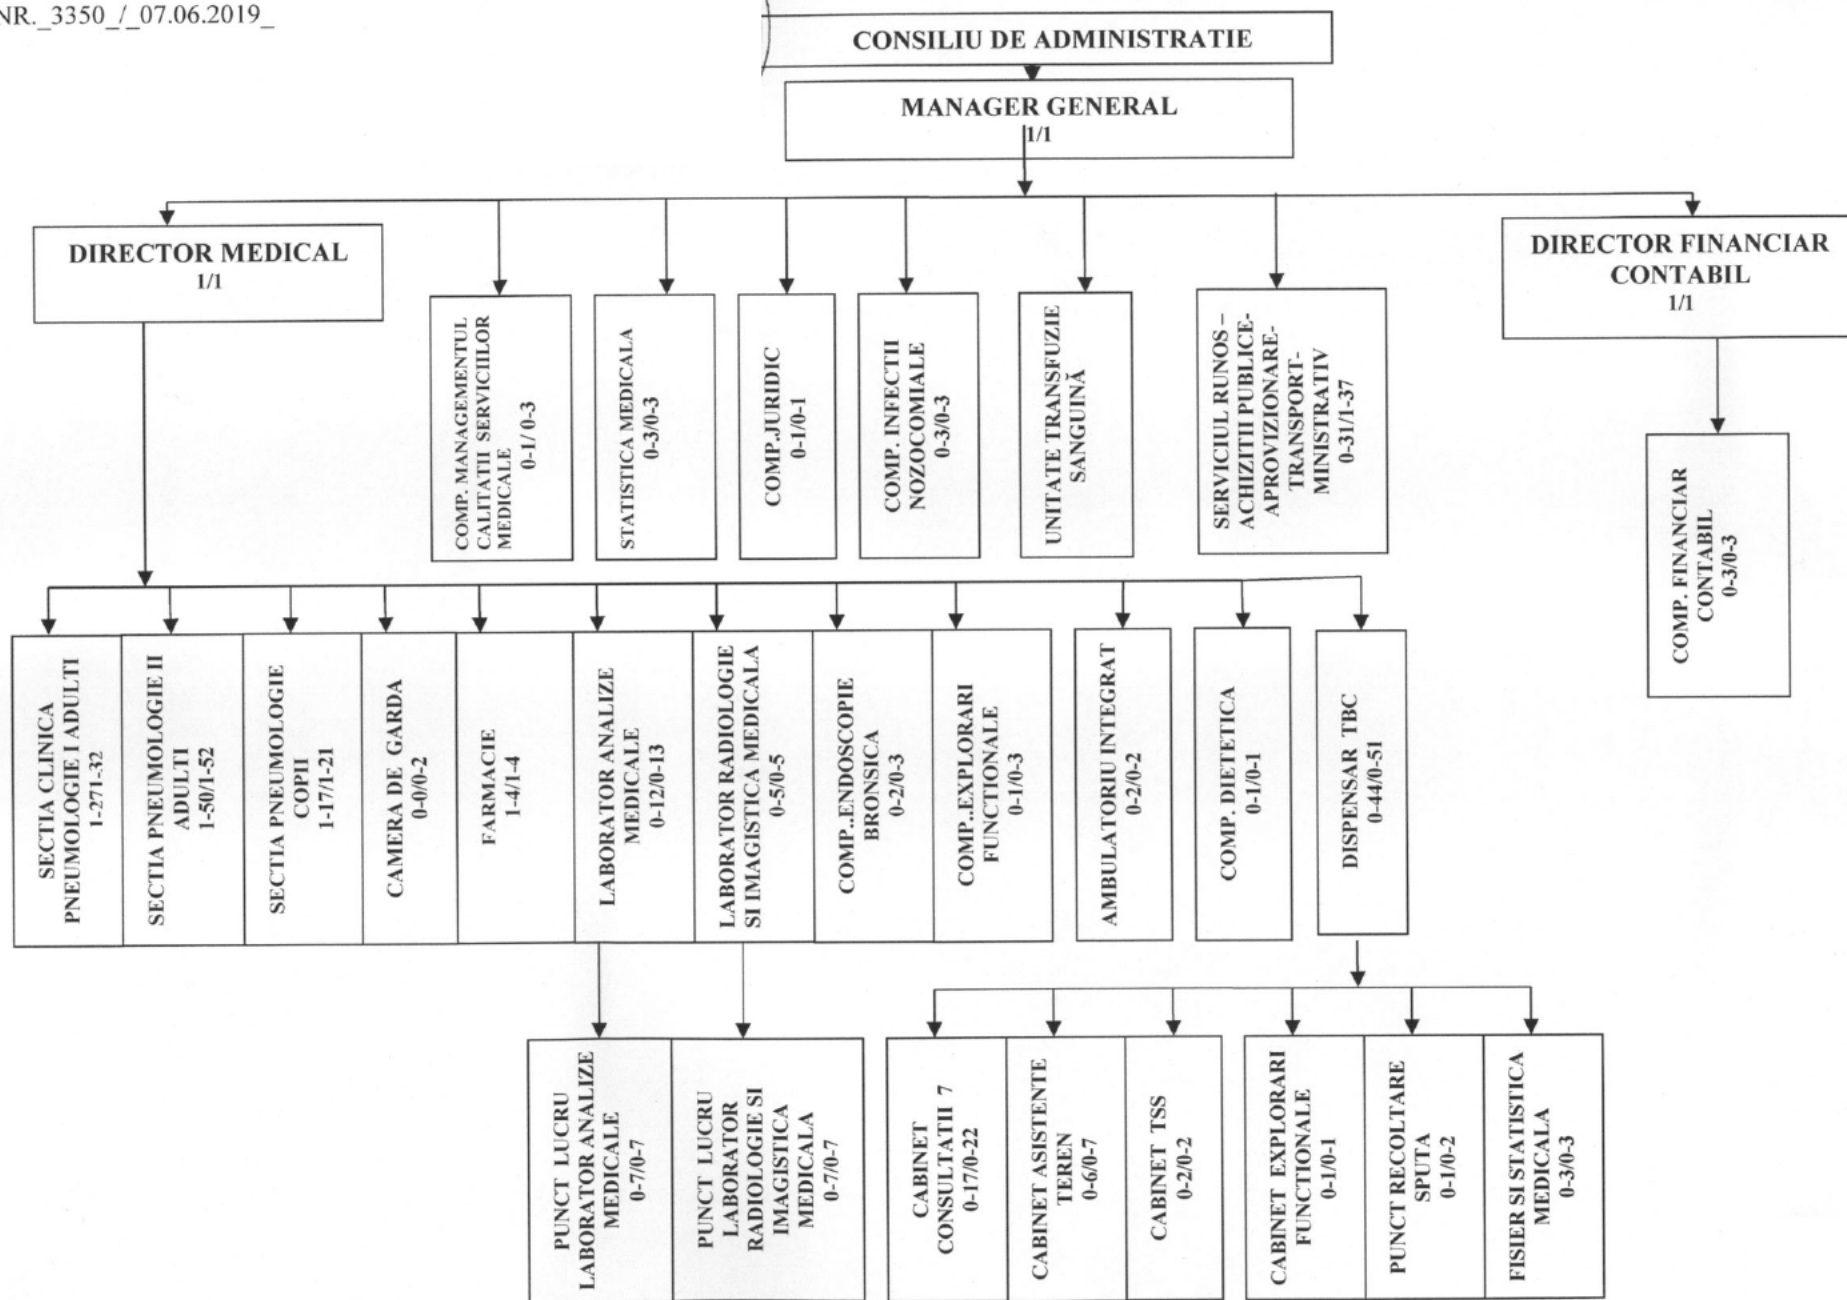 NR._3350_/_07.06.2019_
CONSILIU DE ADMINISTRATIE
MANAGER GENERAL
1/1
DIRECTOR MEDICAL
1/1
COMP. MANAGEMENTUL
CALITATII SERVICIILOR
MEDICALE
0-1/ 0-3
STATISTICA MEDICALA
0-3/0-3
COMP.JURIDIC
0-1/0-1
COMP. INFECTII
NOZOCOMIALE
0-3/0-3
UNITATE TRANSFUZIE
SANGUINĂ
SERVICIUL RUNOS –
ACHIZITII PUBLICE-
APROVIZIONARE-
TRANSPORT-
MINISTRATIV
0-31/1-37
DIRECTOR FINANCIAR
CONTABIL
1/1
COMP. FINANCIAR
CONTABIL
0-3/0-3
SECTIA CLINICA
PNEUMOLOGIE I ADULTI
1-271-32
SECTIA PNEUMOLOGIE II
ADULTI
1-50/1-52
SECTIA PNEUMOLOGIE
COPII
1-17/1-21
CAMERA DE GARDA
0-0/0-2
FARMACIE
1-4/1-4
LABORATOR ANALIZE
MEDICALE
0-12/0-13
LABORATOR RADIOLOGIE
SI IMAGISTICA MEDICALA
0-5/0-5
COMP..ENDOSCOPIE
BRONSICA
0-2/0-3
COMP..EXPLORARI
FUNCTIONALE
0-1/0-3
AMBULATORIU INTEGRAT
0-2/0-2
COMP. DIETETICA
0-1/0-1
DISPENSAR TBC
0-44/0-51
PUNCT LUCRU
LABORATOR ANALIZE
MEDICALE
0-7/0-7
PUNCT LUCRU
LABORATOR
RADIOLOGIE SI
IMAGISTICA
MEDICALA
0-7/0-7
CABINET
CONSULTATII 7
0-17/0-22
CABINET ASISTENTE
TEREN
0-6/0-7
CABINET TSS
0-2/0-2
CABINET EXPLORARI
FUNCTIONALE
0-1/0-1
PUNCT RECOLTARE
SPUTA
0-1/0-2
FISIER SI STATISTICA
MEDICALA
0-3/0-3